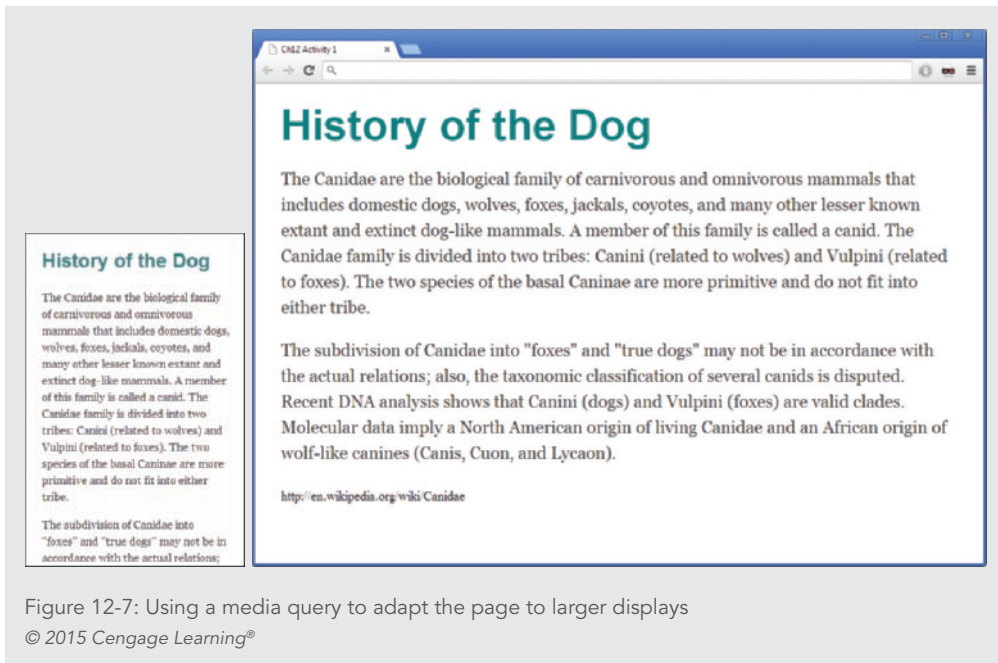 Ch12 Activity 1
History of the Dog
The Canidae are the biological family of carnivorous and omnivorous mammals that
includes domestic dogs, wolves, foxes, jackals, coyotes, and many other lesser known
extant and extinct dog-like mammals. A member of this family is called a canid. The
Canidae family is divided into two tribes: Canini (related to wolves) and Vulpini (related
to foxes). The two species of the basal Caninae are more primitive and do not fit into
either tribe.
The subdivision of Canidae into "foxes" and "true dogs" may not be in accordance with
the actual relations; also, the taxonomic classification of several canids is disputed.
Recent DNA analysis shows that Canini (dogs) and Vulpini (foxes) are valid clades.
Molecular data imply a North American origin of living Canidae and an African origin of
wolf-like canines (Canis, Cuon, and Lycaon).
http://en.wikipedia.org/wiki/Canidae
History of the Dog
The Canidae are the biological family
of carnivorous and omnivorous
mammals that includes domestic dogs,
wolves, foxes, jackals, coyotes, and
many other lesser known extant and
extinct dog-like mammals. A member
of this family is called a canid. The
Canidae family is divided into two
tribes: Canini (related to wolves) and
Vulpini (related to foxes). The two
species of the basal Caninae are more
primitive and do not fit into either
tribe.
The subdivision of Canidae into
"foxes" and "true dogs" may not be in
accordance with the actual relations;
Figure 12-7: Using a media query to adapt the page to larger displays
© 2015 Cengage Learning®